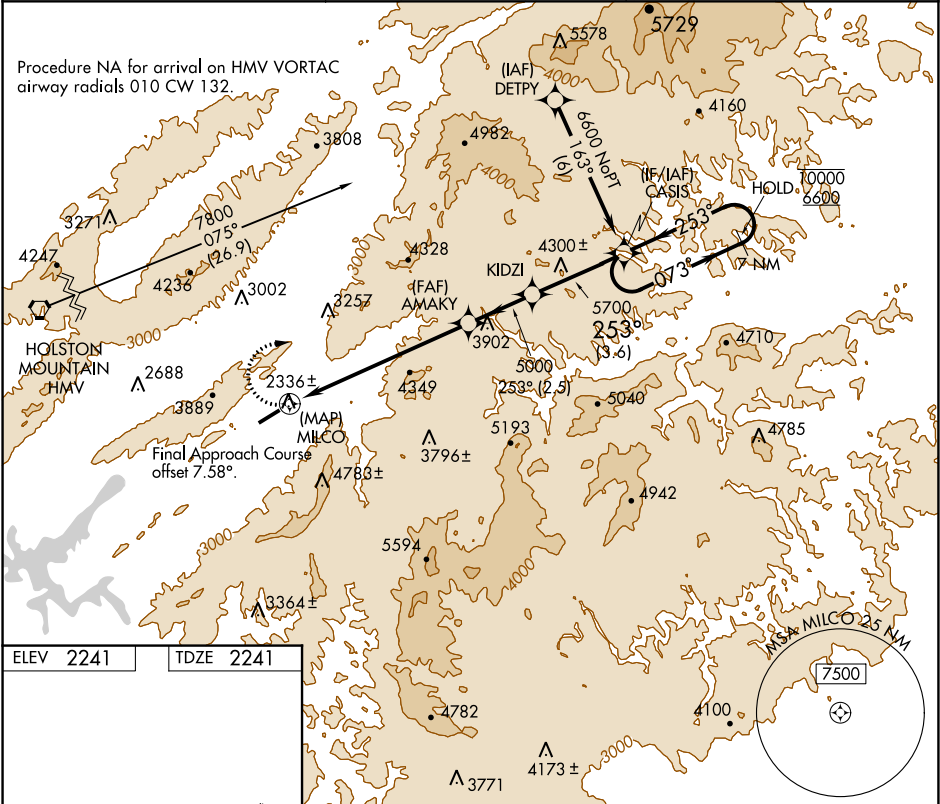 5729
5578
Procedure NA for arrival on HMV VORTAC
airway radials 010 CW 132.
(IAF)
DETPY
4000
4160
6600 NoPT
163°
(6)
3808
4982
4000
(IF/IAF)
CASIS
HOLD
10000
6600
3271
7800
075°
(26.9)
253°
4247
4236
3000
4328
4300±
073°
7 NM
KIDZI
3002
3257
(FAF)
AMAKY
5700
253°
(3.6)
3902
HOLSTON
MOUNTAIN
HMV
3000
5000
253° (2.5)
4710
2688
2336±
4349
3889
(MAP)
MILCO
5040
5193
4785
3796±
Final Approach Course
offset 7.58°.
4783±
4942
3000
5594
4000
3364±
MSA MILCO 25 NM
7500
ELEV 2241
TDZE 2241
4782
4100
3000
4173±
3771